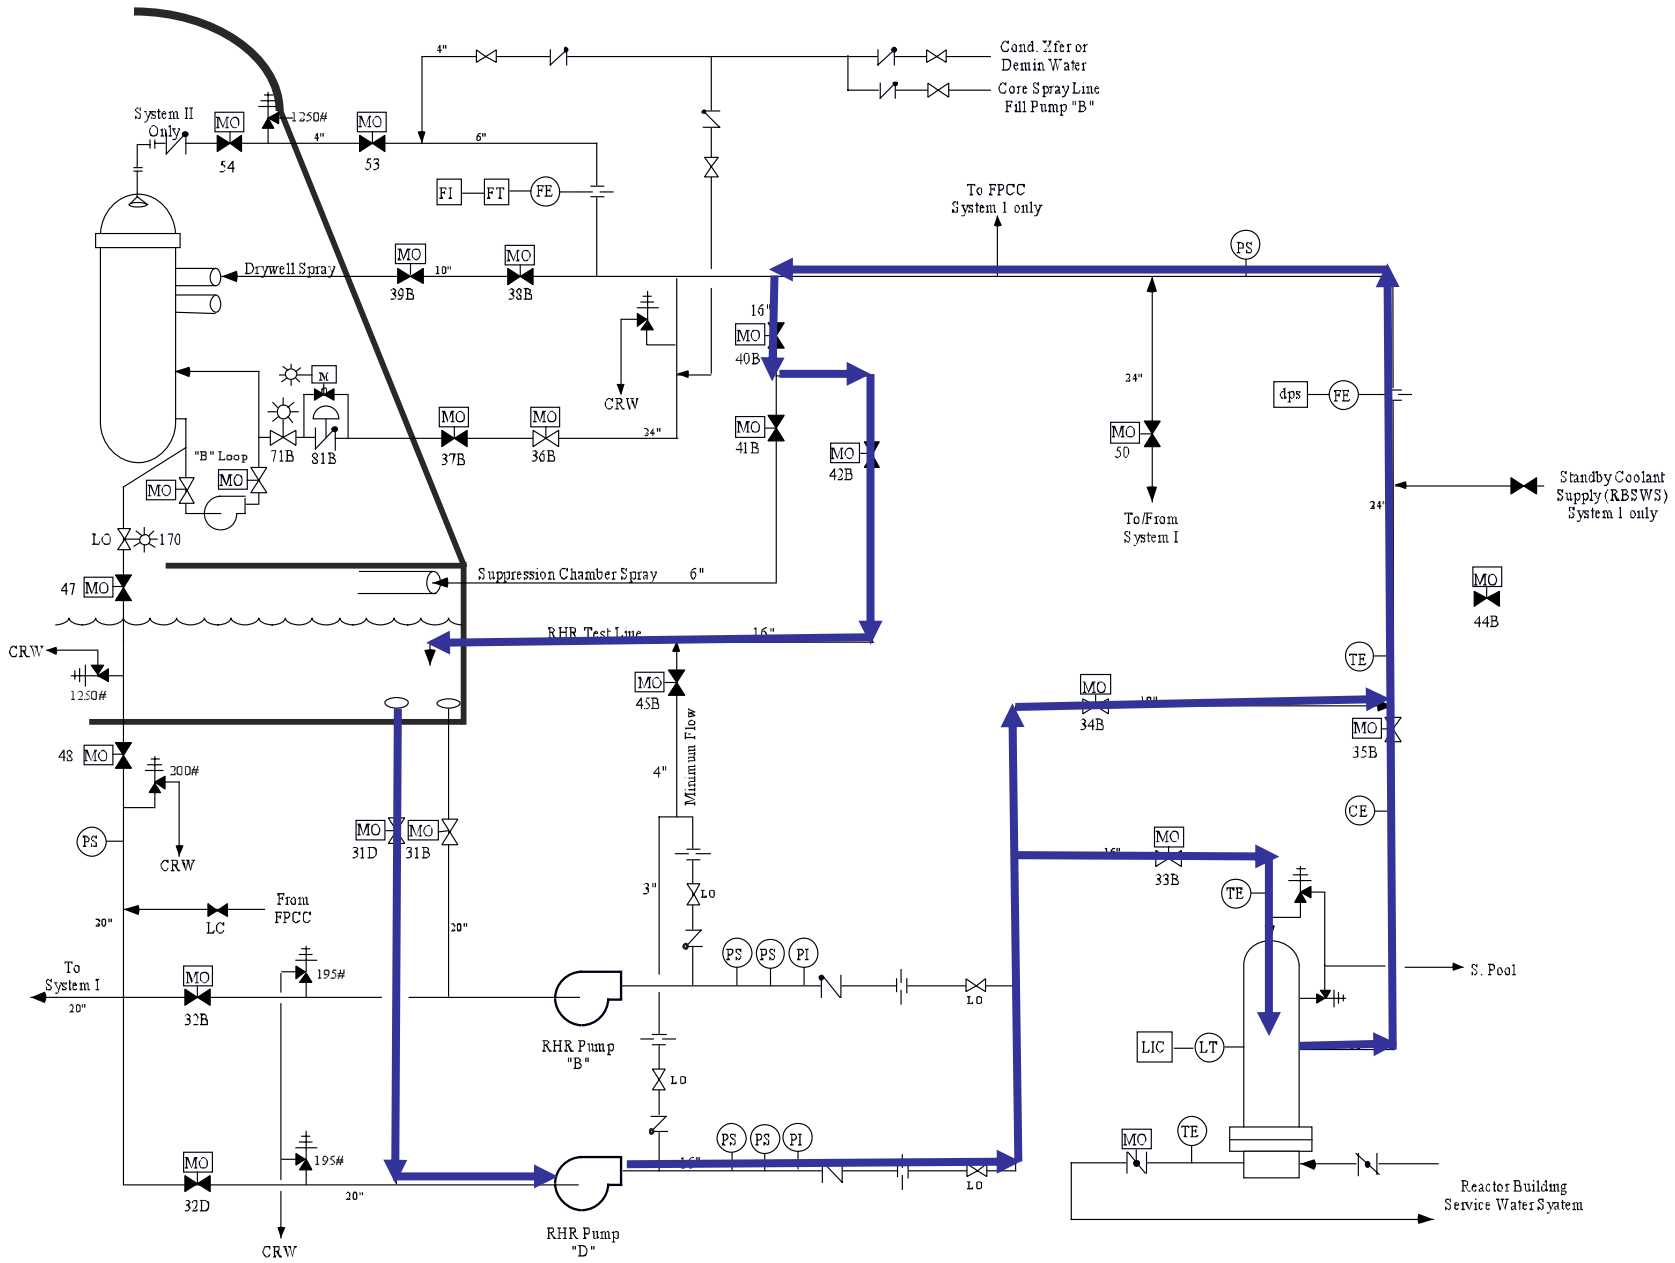 4"
Cond. Xfer or
Demin Water
Core Spray Line
Fill Pump "B"
System II
Only
MO
1250#
MO
4"
6"
54
53
FI
FT
FE
To FPCC
System 1 only
PS
Drywell Spray
MO
10"
MO
39B
38B
16"
MO
40B
M
CRW
24"
dps
FE
MO
MO
24"
MO
MO
"B" Loop
71B
81B
37B
36B
41B
MO
42B
MO
50
MO
MO
Standby Coolant
Supply (RBSWS)
System 1 only
24"
To/From
System I
LO
170
47
MO
Suppression Chamber Spray
6"
MO
44B
RHR Test Line
16"
CRW
1250#
TE
MO
45B
MO
34B
18"
MO
35B
48
MO
200#
4"
Minimum Flow
PS
CRW
MO
MO
31D
31B
CE
MO
16"
33B
From
FPCC
LC
30"
20"
3"
LO
TE
To
System I
20"
MO
32B
195#
PS
PS
PI
LO
S. Pool
RHR Pump
"B"
LIC
LT
LO
MO
32D
195#
20"
PS
PS
PI
16"
LO
MO
TE
RHR Pump
"D"
CRW
Reactor Building
Service Water Syatem